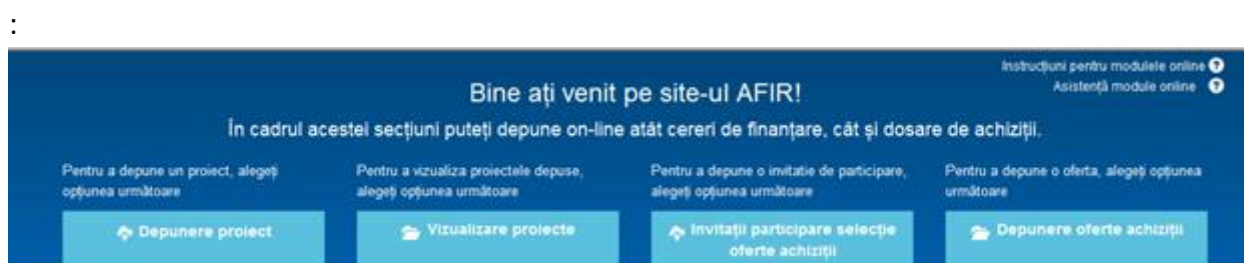 :
Instrucțiuni pentru modulele online ?
Asistență module online ?
Bine ați venit pe site-ul AFIR!
În cadrul acestei secțiuni puteți depune on-line atât cereri de finanțare, cât și dosare de achiziții.
Pentru a depune un proiect, alegeți
opțiunea următoare
Depunere proiect
Pentru a vizualiza proiectele depuse,
alegeți opțiunea următoare
Vizualizare proiecte
Pentru a depune o invitatie de participare,
alegeți opțiunea următoare
Invitații participare selecție
oferte achiziții
Pentru a depune o oferta, alegeți opțiunea
următoare
Depunere oferte achiziții